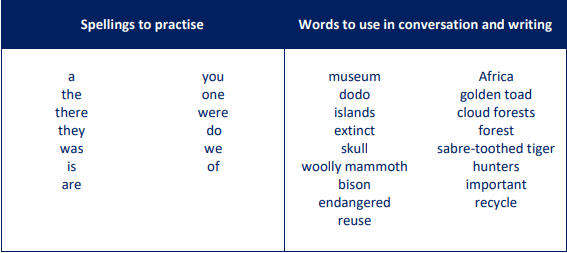 Spellings to practise
Words to use in conversation and writing
a
the
there
they
was
is
are
you
one
were
do
we
of
museum
dodo
islands
extinct
skull
woolly mammoth
bison
endangered
reuse
Africa
golden toad
cloud forests
forest
sabre-toothed tiger
hunters
important
recycle